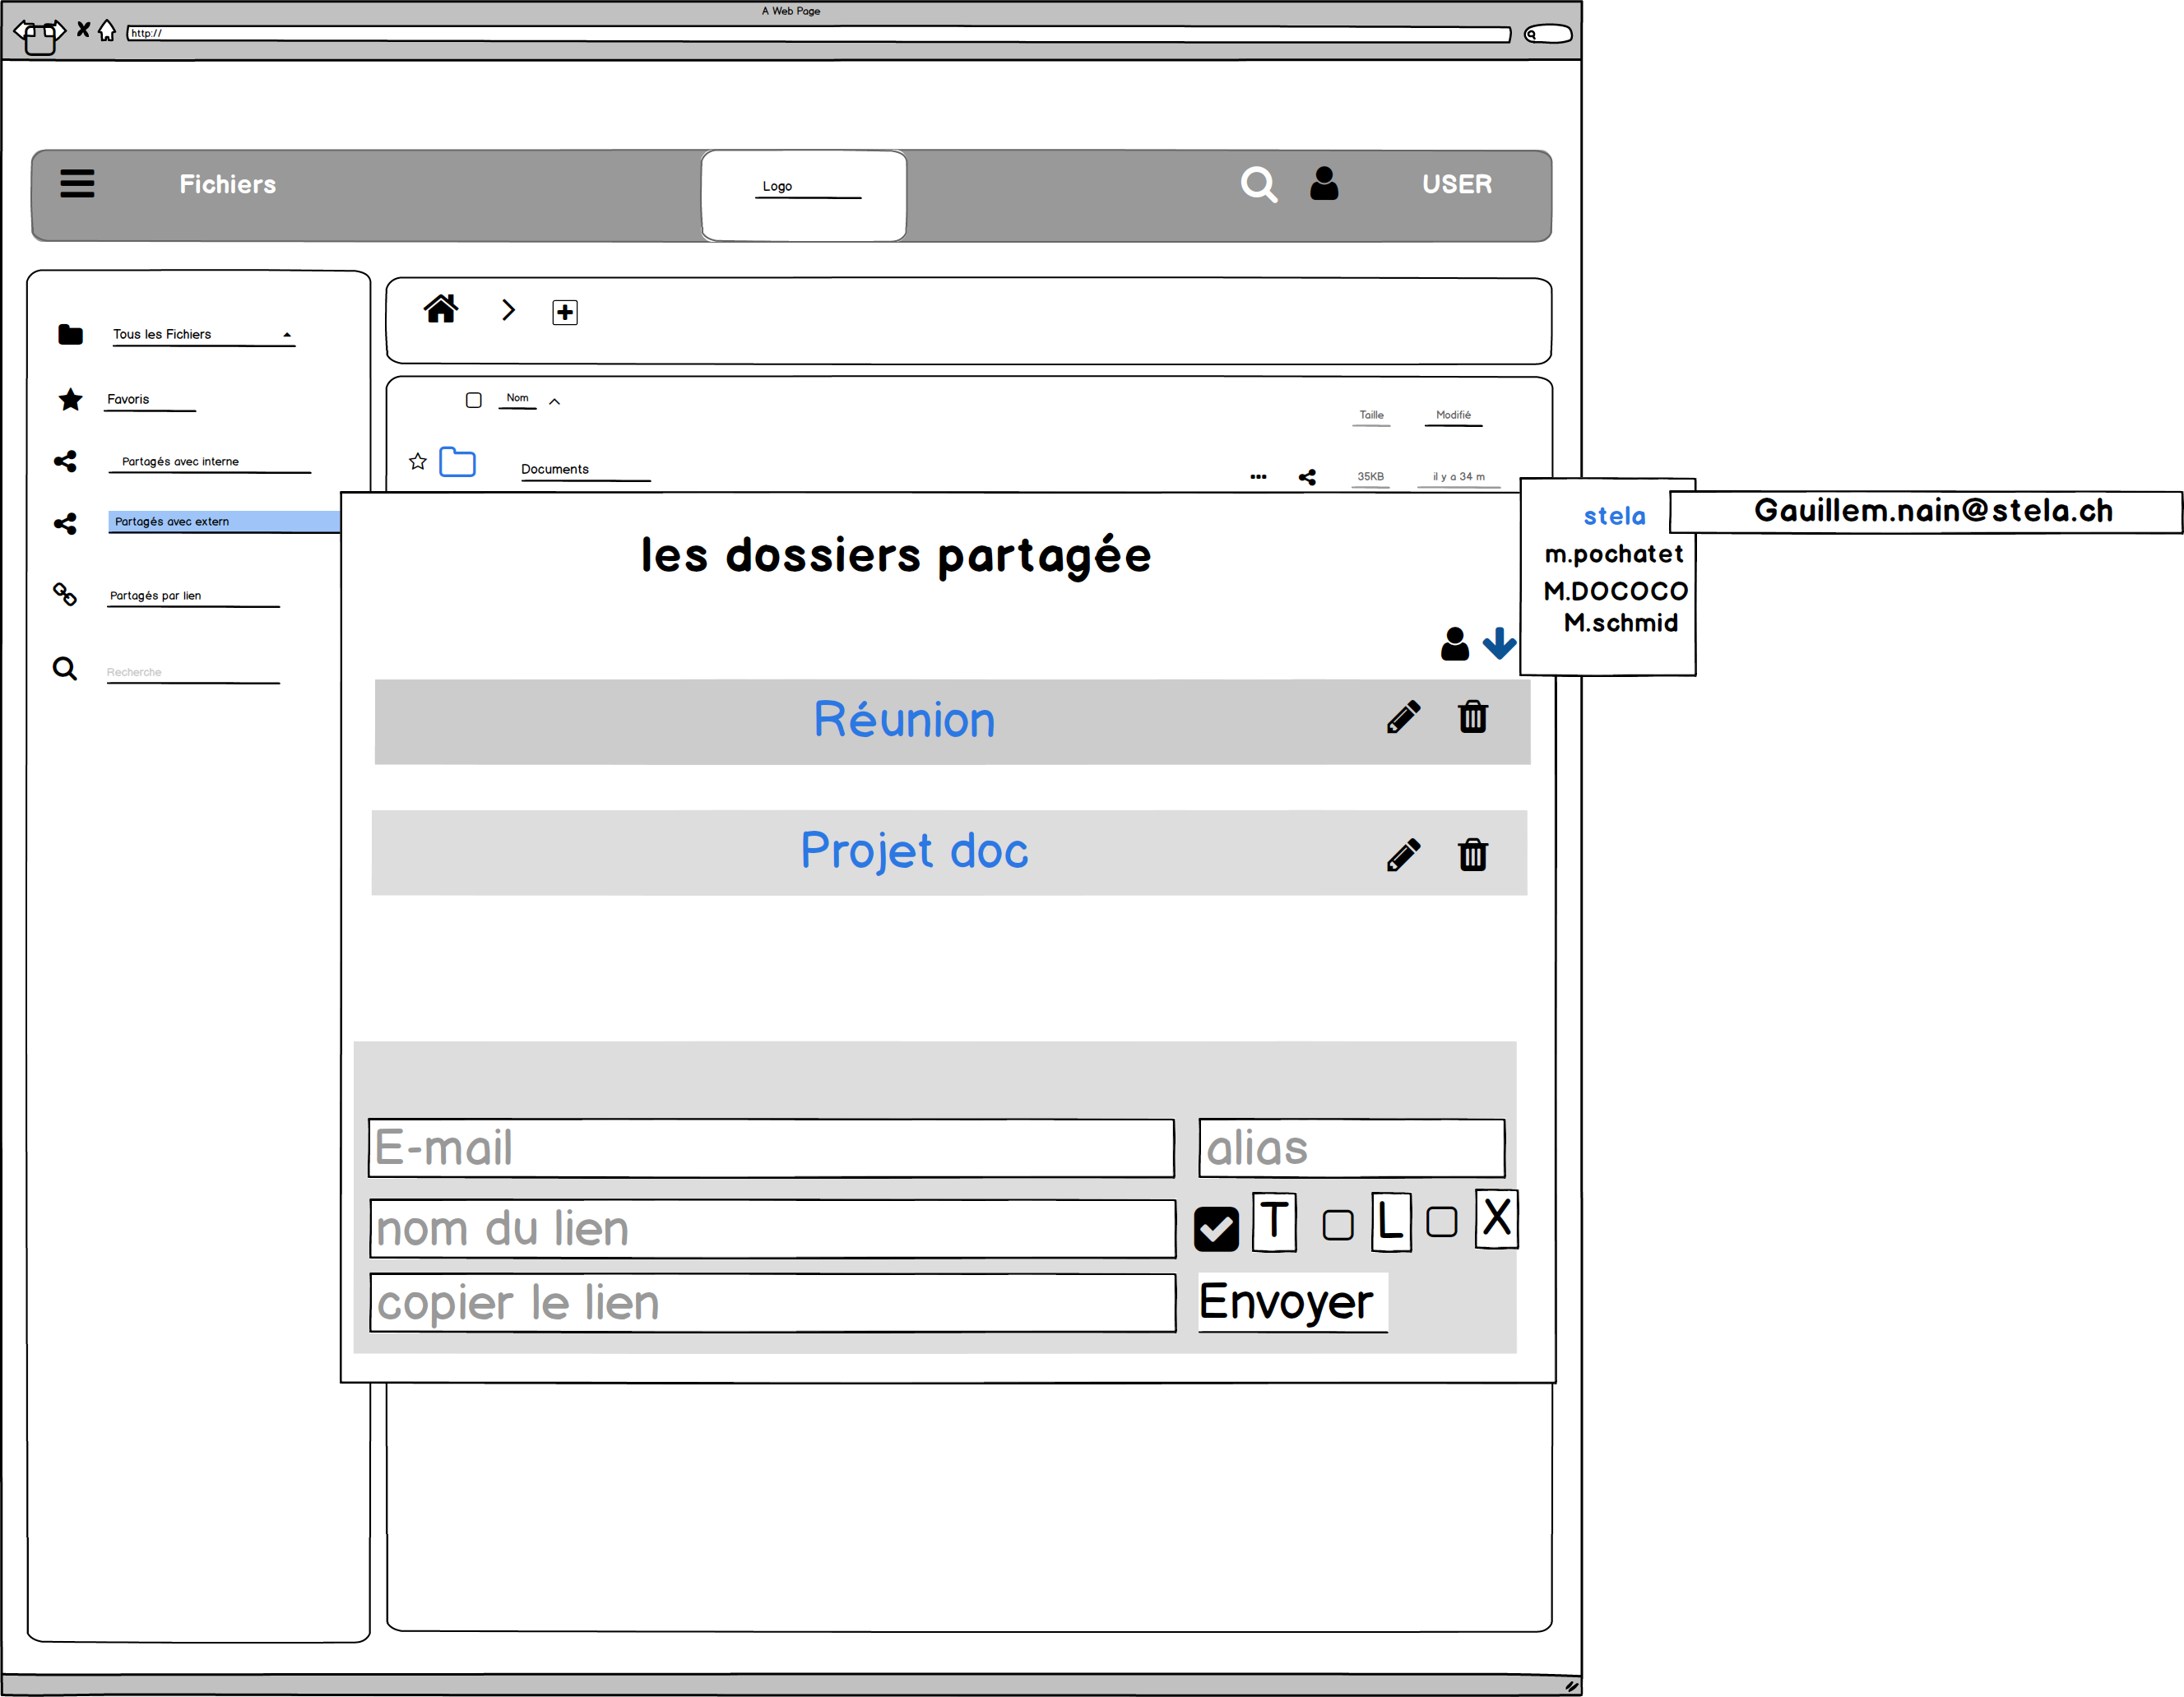 A Web Page
http://
Fichiers
Logo
USER
Tous les Fichiers
Favoris
Partagés avec interne
Partagés avec extern
Partagés par lien
Recherche
Nom
Taille
Modifié
Documents
35KB
il y a 34 m
les dossiers partagée
stela
Gauillem.nain@stela.ch
m.pochatet
M.DOCOCO
M.schmid
Réunion
Projet doc
E-mail
alias
nom du lien
T
L
X
copier le lien
Envoyer